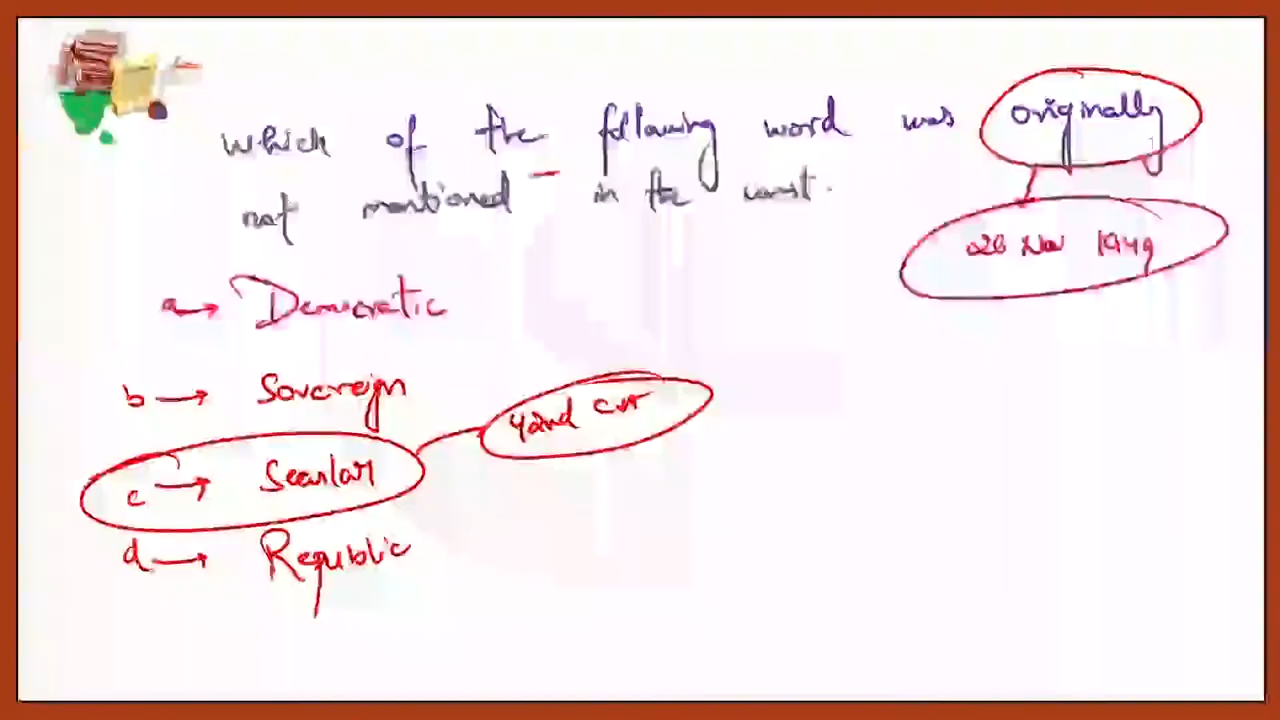 which of the following word was originally
not mentioned in the const.
26 Nov 1949
a → Democratic
b → Sovereign
42nd
c → Secular
d → Republic